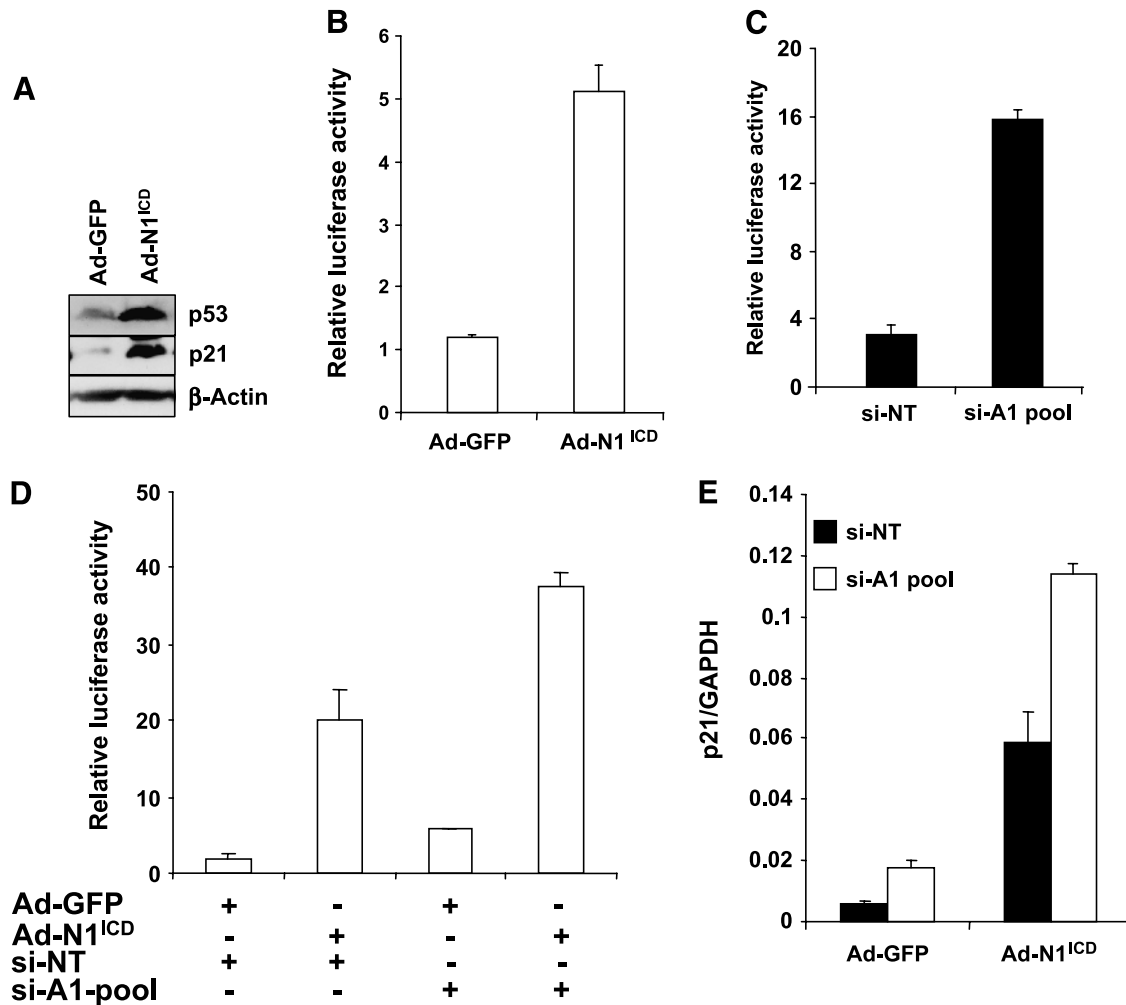 A
Ad-GFP
Ad-N1ICD
p53
p21
β-Actin
B
Relative luciferase activity
6
5
4
3
2
1
0
Ad-GFP
Ad-N1 ICD
C
Relative luciferase activity
20
16
12
8
4
0
si-NT
si-A1 pool
D
Relative luciferase activity
50
40
30
20
10
0
Ad-GFP + - + -
Ad-N1ICD - + - +
si-NT + + - -
si-A1-pool - - + +
E
p21/GAPDH
0.14
0.12
0.1
0.08
0.06
0.04
0.02
0
si-NT
si-A1 pool
Ad-GFP
Ad-N1ICD